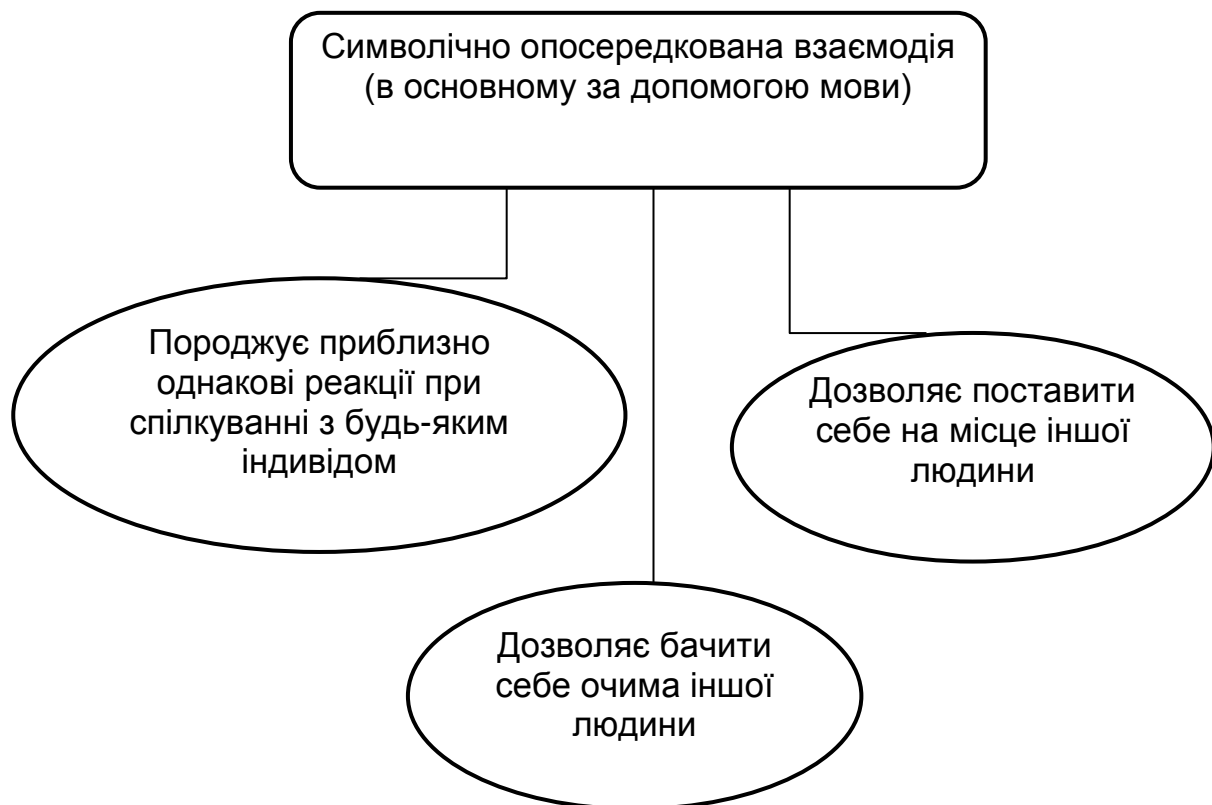 Символічно опосередкована взаємодія
(в основному за допомогою мови)
Породжує приблизно
однакові реакції при
спілкуванні з будь-яким
індивідом
Дозволяє поставити
себе на місце іншої
людини
Дозволяє бачити
себе очима іншої
людини